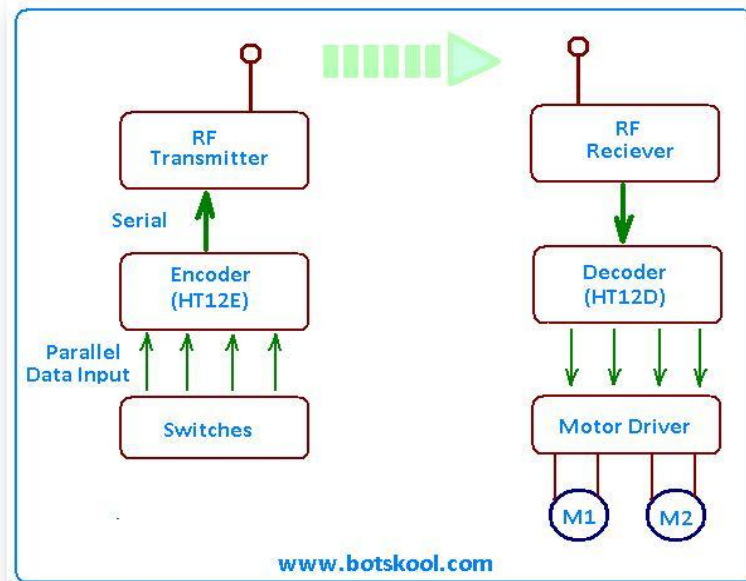 RF
Transmitter
Serial
Encoder
(HT12E)
Parallel
Data Input
Switches
RF
Reciever
Decoder
(HT12D)
Motor Driver
M1
M2
www.botskool.com